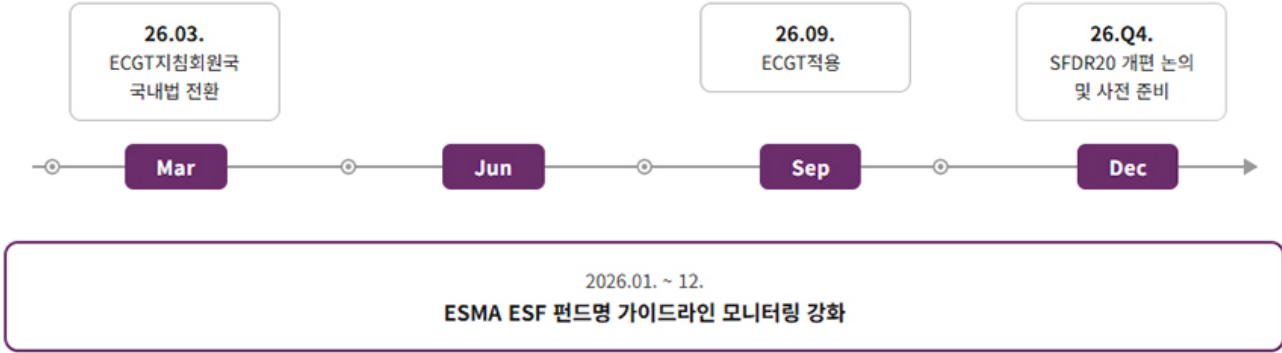 26.03.
ECGT지침회원국
국내법 전환
26.09.
ECGT적용
26.Q4.
SFDR20 개편 논의
및 사전 준비
Mar
Jun
Sep
Dec
2026.01. ~ 12.
ESMA ESF 펀드명 가이드라인 모니터링 강화